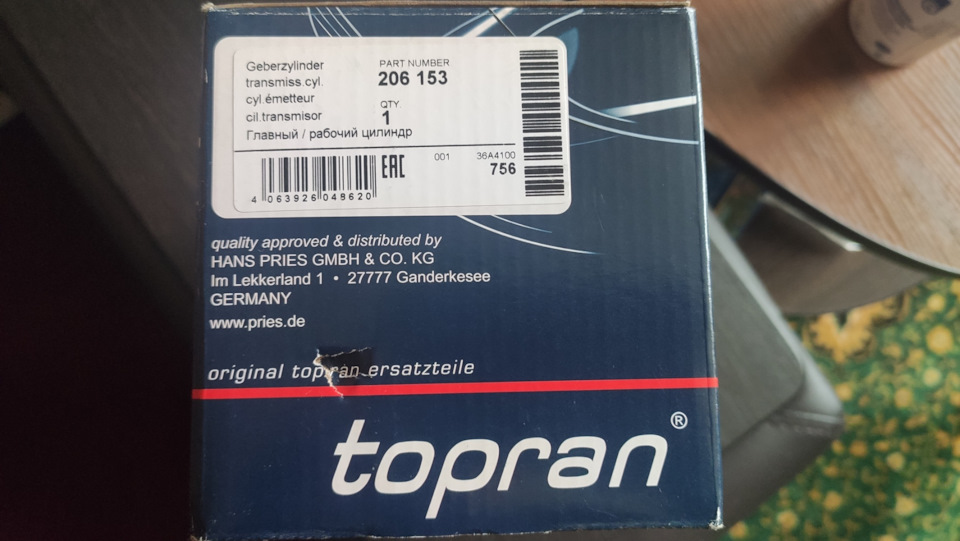 Geberzylinder
transmiss.cyl.
cyl.émetteur
cil.transmisor
Главный / рабочий цилиндр
PART NUMBER
206 153
QTY.
1
4 063926 048620
EAC
001
36A4100
756
quality approved & distributed by
HANS PRIES GMBH & CO. KG
Im Lekkerland 1 • 27777 Ganderkesee
GERMANY
www.pries.de
original topran ersatzteile
topran®